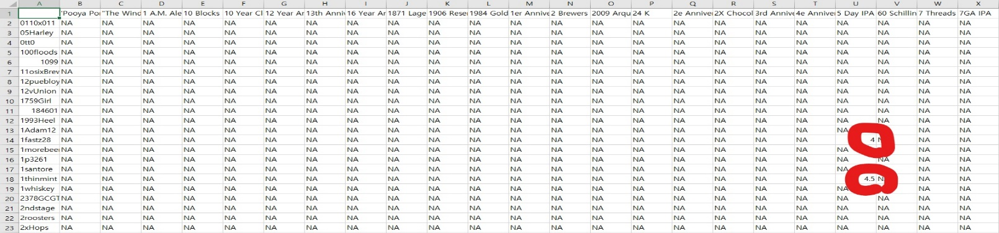 A B C D E F G H I J K L M N O P Q R S T U V W X
1 'Pooya Po "The Wind 1 A.M. Ale 10 Blocks 10 Year Cl 12 Year Ar 13th Anniv 16 Year Ar 1871 Lage 1906 Rese 1984 Gold 1er Annive 2 Brewers 2009 Arqu 24 K 2e Anniver 2X Chocol 3rd Annive 4e Anniver 5 Day IPA 60 Schillin 7 Threads 7GA IPA
2 0110x011 NA NA NA NA NA NA NA NA NA NA NA NA NA NA NA NA NA NA NA NA NA NA NA
3 05Harley NA NA NA NA NA NA NA NA NA NA NA NA NA NA NA NA NA NA NA NA NA NA NA
4 0tt0 NA NA NA NA NA NA NA NA NA NA NA NA NA NA NA NA NA NA NA NA NA NA NA
5 100floods NA NA NA NA NA NA NA NA NA NA NA NA NA NA NA NA NA NA NA NA NA NA NA
6 1099 NA NA NA NA NA NA NA NA NA NA NA NA NA NA NA NA NA NA NA NA NA NA NA
7 11osixBrew NA NA NA NA NA NA NA NA NA NA NA NA NA NA NA NA NA NA NA NA NA NA NA
8 12puebloy NA NA NA NA NA NA NA NA NA NA NA NA NA NA NA NA NA NA NA NA NA NA NA
9 12vUnion NA NA NA NA NA NA NA NA NA NA NA NA NA NA NA NA NA NA NA NA NA NA NA
10 1759Girl NA NA NA NA NA NA NA NA NA NA NA NA NA NA NA NA NA NA NA NA NA NA NA
11 184601 NA NA NA NA NA NA NA NA NA NA NA NA NA NA NA NA NA NA NA NA NA NA NA
12 1993Heel NA NA NA NA NA NA NA NA NA NA NA NA NA NA NA NA NA NA NA NA NA NA NA
13 1Adam12 NA NA NA NA NA NA NA NA NA NA NA NA NA NA NA NA NA NA NA NA NA NA
14 1fastz28 NA NA NA NA NA NA NA NA NA NA NA NA NA NA NA NA NA NA NA 4 NA NA
15 1morebeer NA NA NA NA NA NA NA NA NA NA NA NA NA NA NA NA NA NA NA NA NA NA
16 1p3261 NA NA NA NA NA NA NA NA NA NA NA NA NA NA NA NA NA NA NA NA NA NA NA
17 1santore NA NA NA NA NA NA NA NA NA NA NA NA NA NA NA NA NA NA NA NA NA NA
18 1thinmint NA NA NA NA NA NA NA NA NA NA NA NA NA NA NA NA NA NA NA 4.5 NA NA
19 1whiskey NA NA NA NA NA NA NA NA NA NA NA NA NA NA NA NA NA NA NA NA NA NA
20 2378GCGT NA NA NA NA NA NA NA NA NA NA NA NA NA NA NA NA NA NA NA NA NA NA NA
21 2ndstage NA NA NA NA NA NA NA NA NA NA NA NA NA NA NA NA NA NA NA NA NA NA NA
22 2roosters NA NA NA NA NA NA NA NA NA NA NA NA NA NA NA NA NA NA NA NA NA NA NA
23 2xHops NA NA NA NA NA NA NA NA NA NA NA NA NA NA NA NA NA NA NA NA NA NA NA